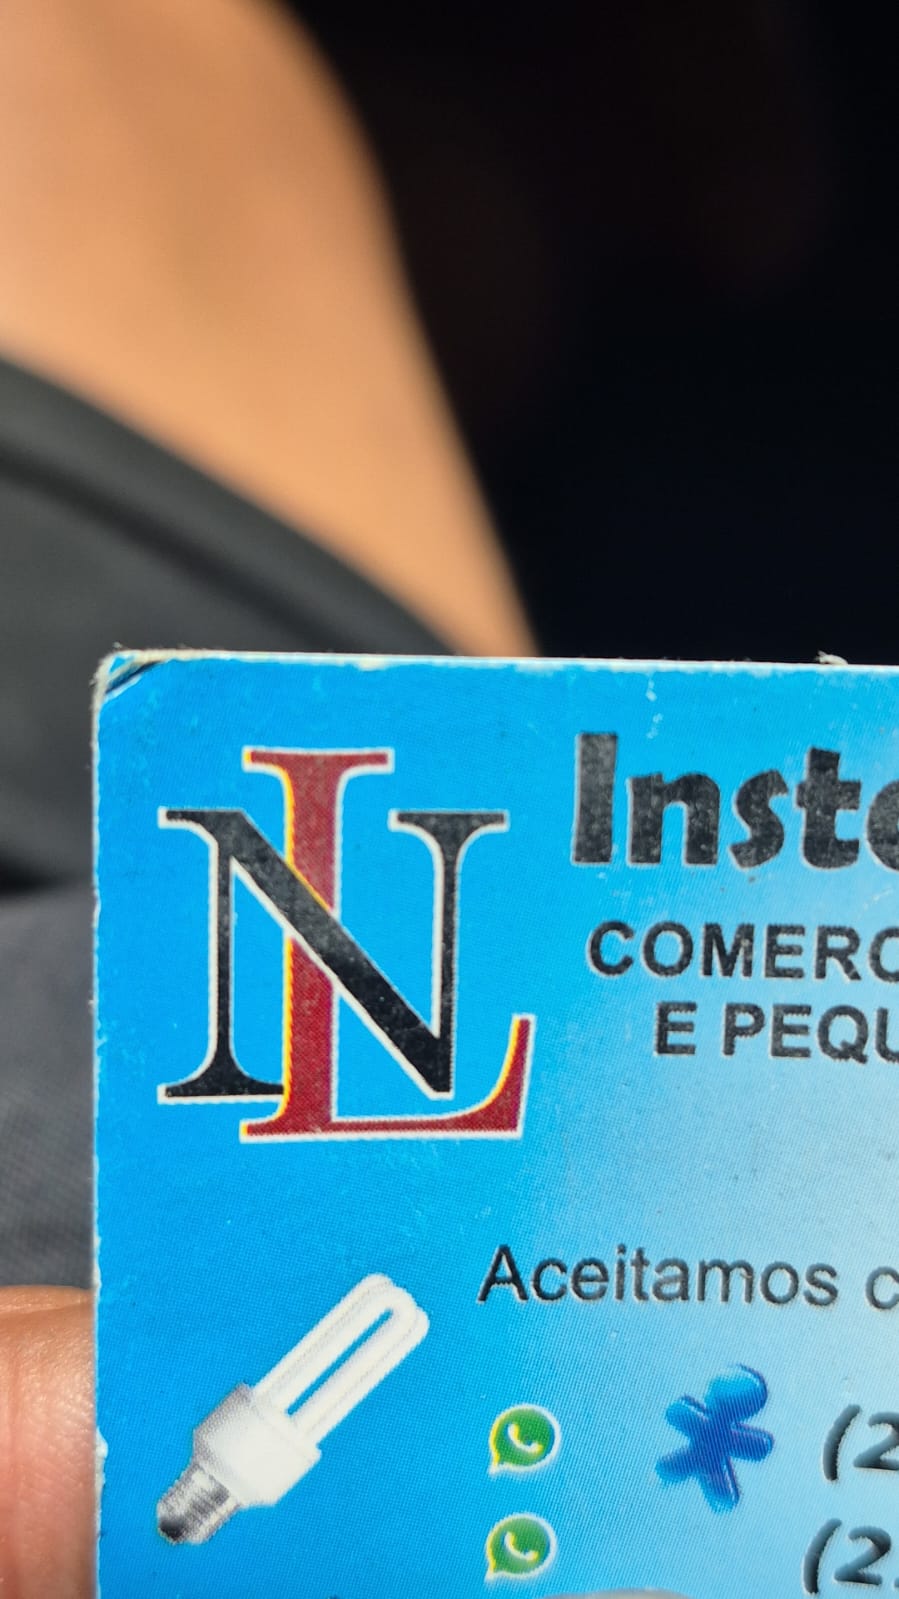 NL
Inst
COMERC
E PEQU
Aceitamos c
(2
(2